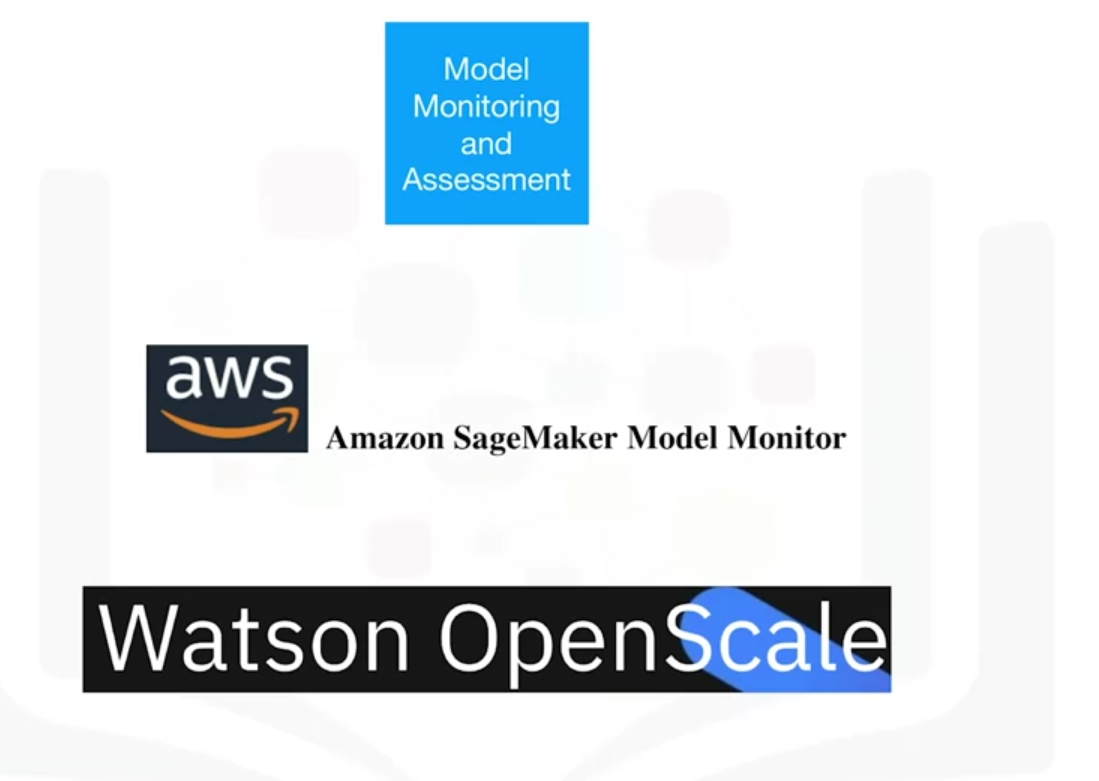 Model
Monitoring
and
Assessment
aws
Amazon SageMaker Model Monitor
Watson OpenScale